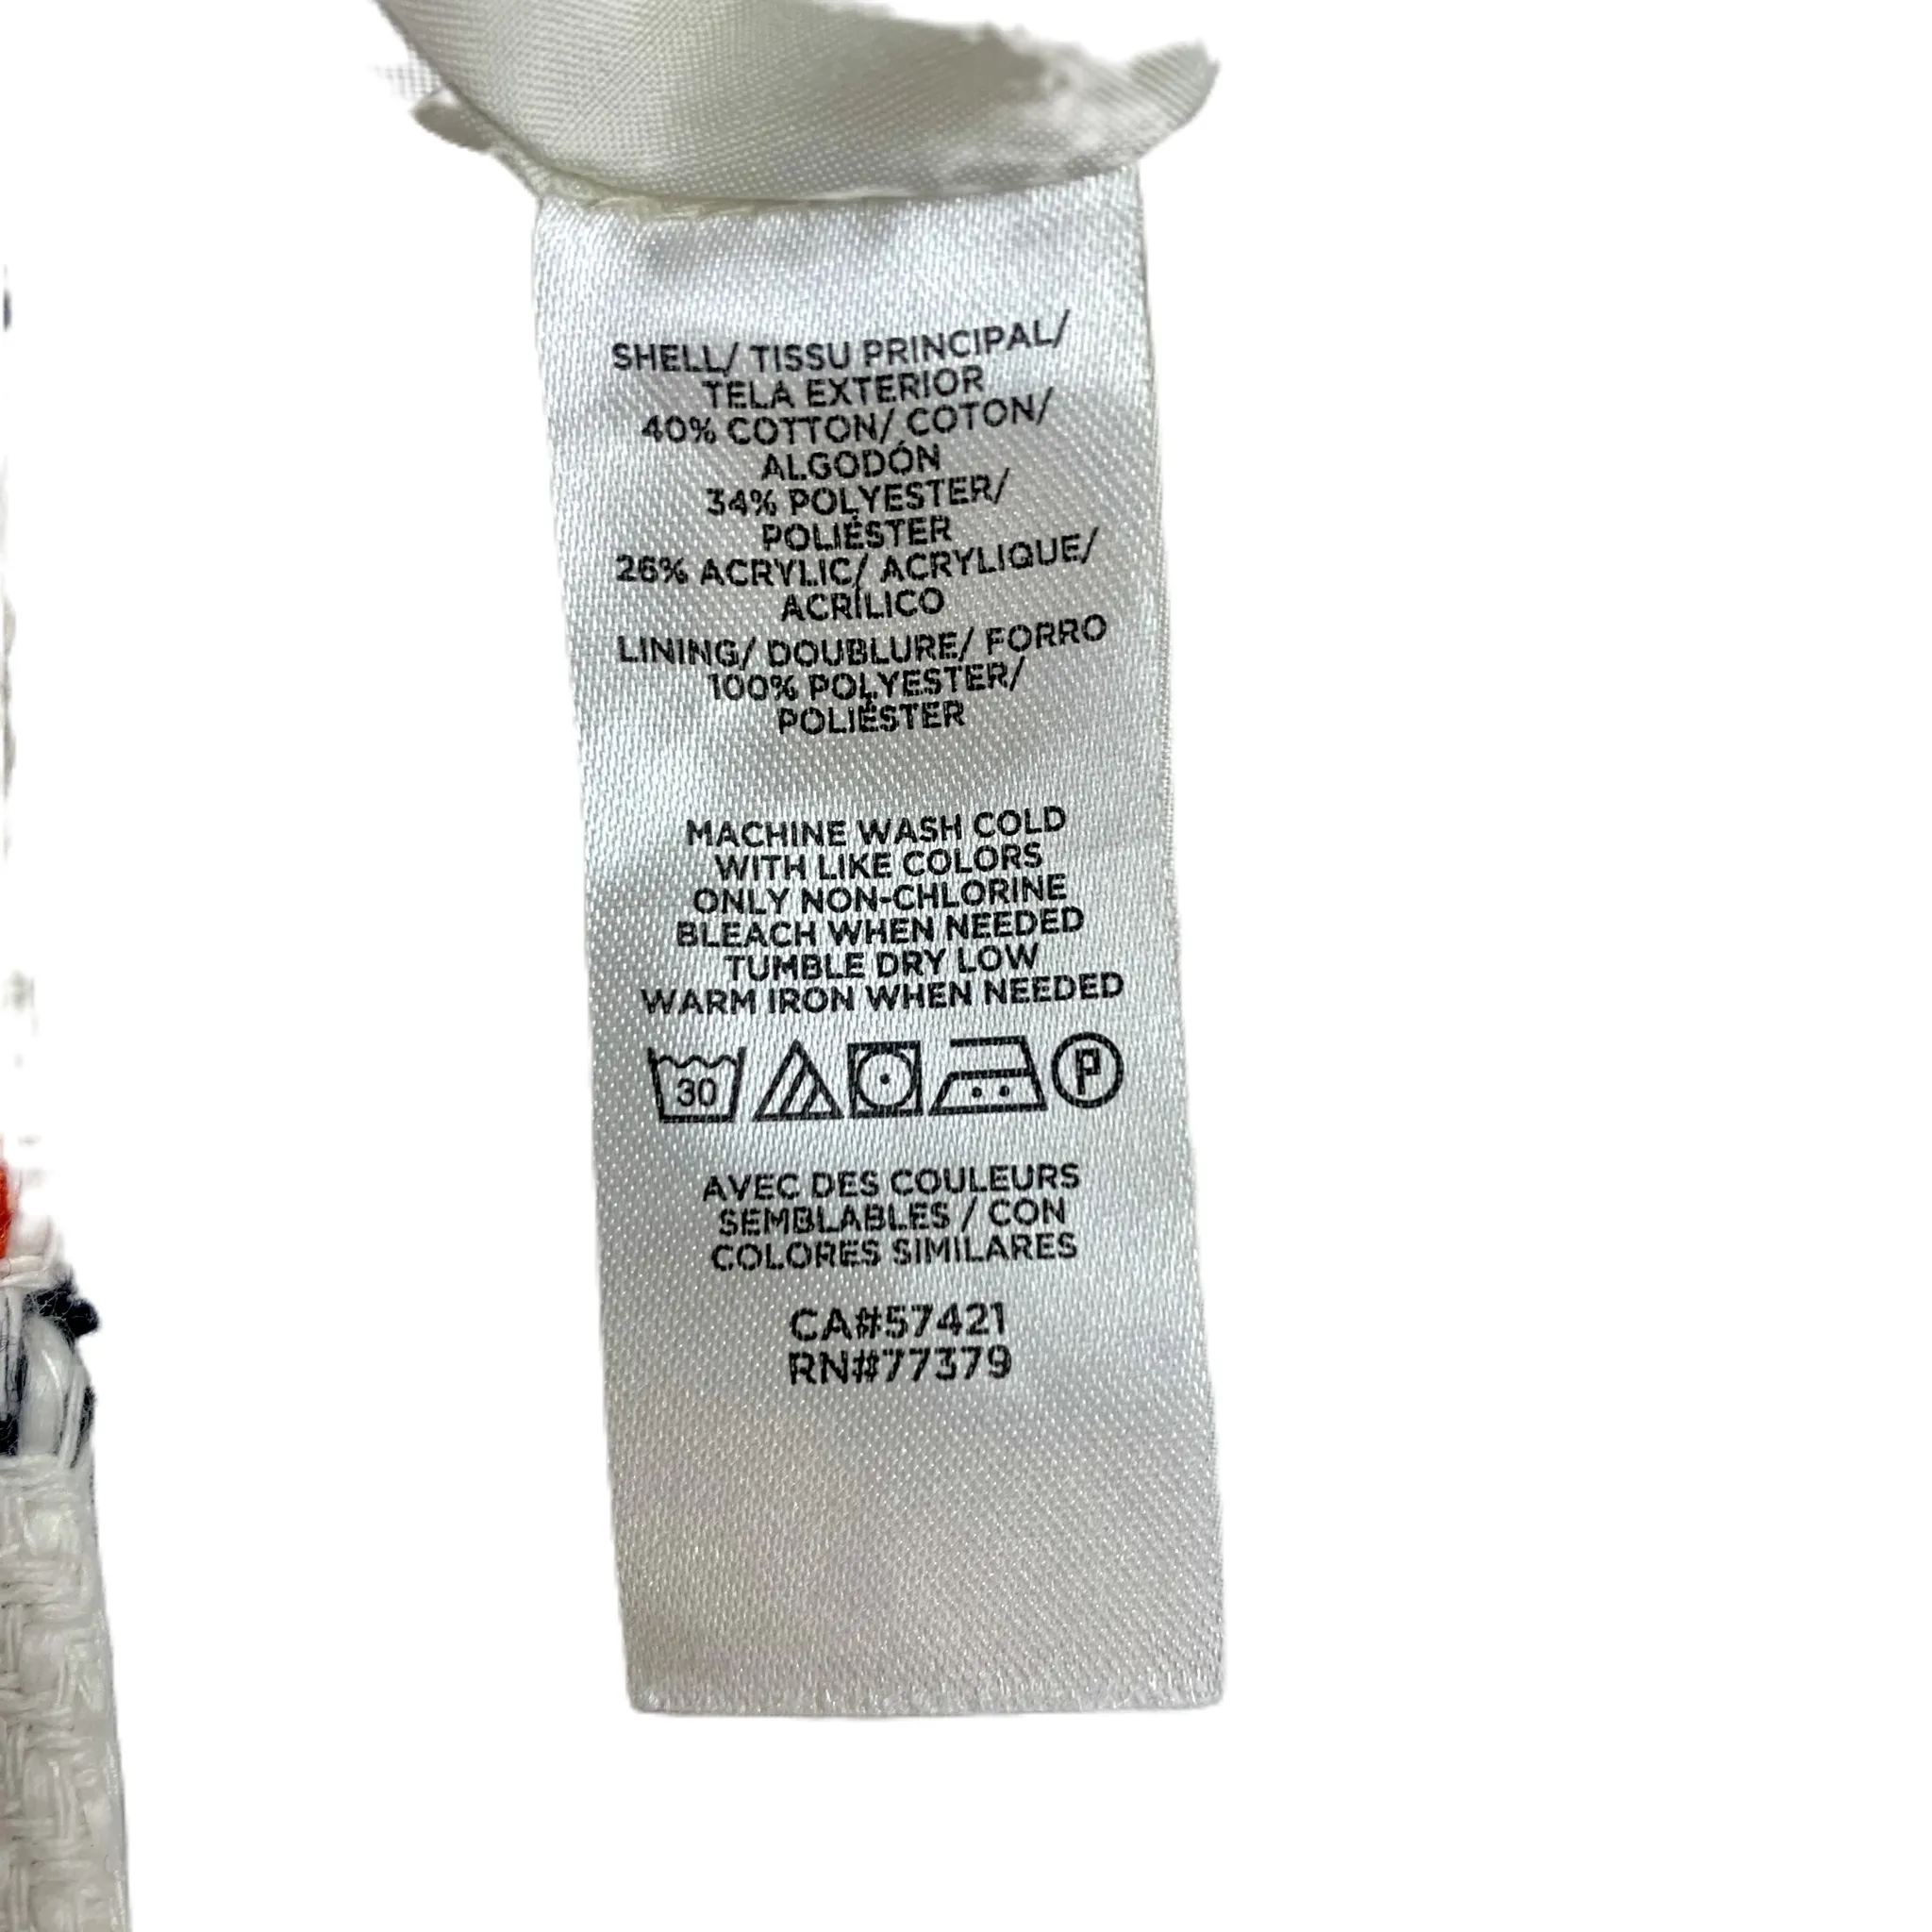 SHELL/ TISSU PRINCIPAL/
TELA EXTERIOR
40% COTTON/ COTON/
ALGODÓN
34% POLYESTER/
POLIÉSTER
26% ACRYLIC/ ACRYLIQUE/
ACRÍLICO
LINING/ DOUBLURE/ FORRO
100% POLYESTER/
POLIÉSTER
MACHINE WASH COLD
WITH LIKE COLORS
ONLY NON-CHLORINE
BLEACH WHEN NEEDED
TUMBLE DRY LOW
WARM IRON WHEN NEEDED
30 P
AVEC DES COULEURS
SEMBLABLES / CON
COLORES SIMILARES
CA#57421
RN#77379